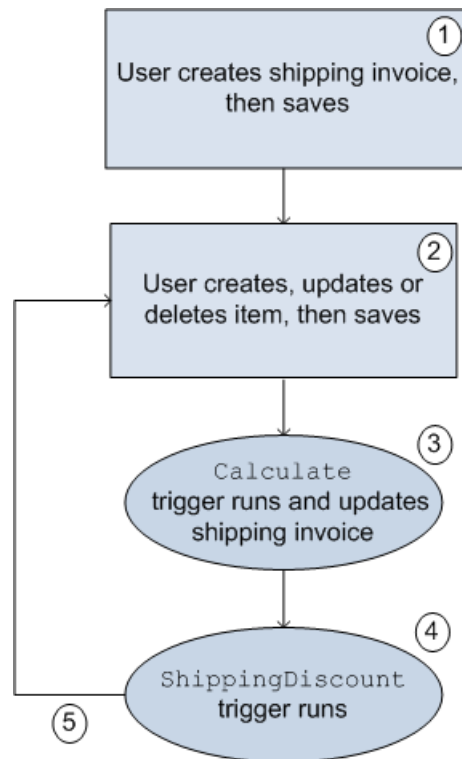 1
User creates shipping invoice,
then saves
2
User creates, updates or
deletes item, then saves
3
Calculate
trigger runs and updates
shipping invoice
4
ShippingDiscount
trigger runs
5